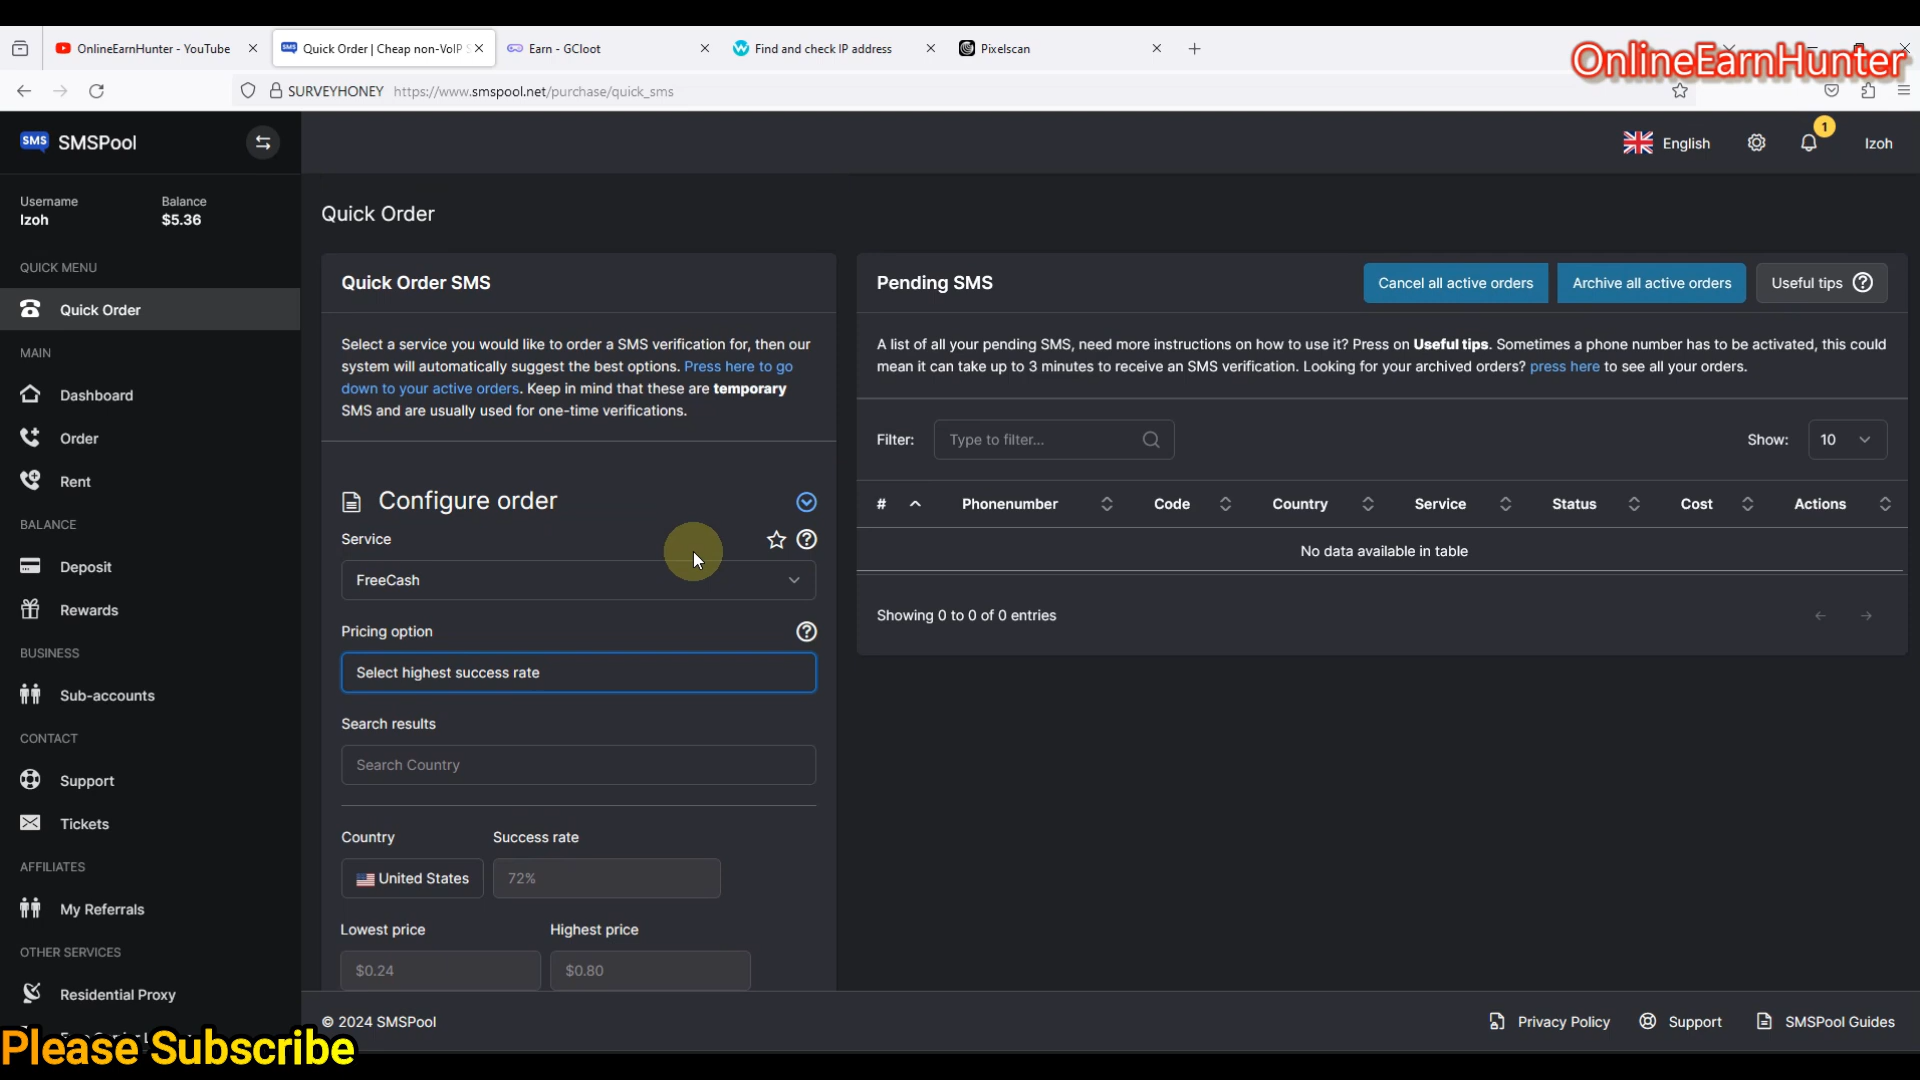 OnlineEarnHunter - YouTube
Quick Order | Cheap non-VoIP S
Earn - GCloot
Find and check IP address
Pixelscan
OnlineEarnHunter
SURVEYHONEY
https://www.smspool.net/purchase/quick_sms
SMS
SMSPool
English
1
Izoh
Username
Balance
Izoh
$5.36
QUICK MENU
Quick Order
MAIN
Dashboard
Order
Rent
BALANCE
Deposit
Rewards
BUSINESS
Sub-accounts
CONTACT
Support
Tickets
AFFILIATES
My Referrals
OTHER SERVICES
Residential Proxy
Please Subscribe
Quick Order
Quick Order SMS
Select a service you would like to order a SMS verification for, then our
system will automatically suggest the best options. Press here to go
down to your active orders. Keep in mind that these are temporary
SMS and are usually used for one-time verifications.
Configure order
Service
FreeCash
Pricing option
Select highest success rate
Search results
Search Country
Country
Success rate
United States
72%
Lowest price
Highest price
$0.24
$0.80
Pending SMS
Cancel all active orders
Archive all active orders
Useful tips
A list of all your pending SMS, need more instructions on how to use it? Press on Useful tips. Sometimes a phone number has to be activated, this could
mean it can take up to 3 minutes to receive an SMS verification. Looking for your archived orders? press here to see all your orders.
Filter:
Type to filter...
Show:
10
#
Phonenumber
Code
Country
Service
Status
Cost
Actions
No data available in table
Showing 0 to 0 of 0 entries
© 2024 SMSPool
Privacy Policy
Support
SMSPool Guides